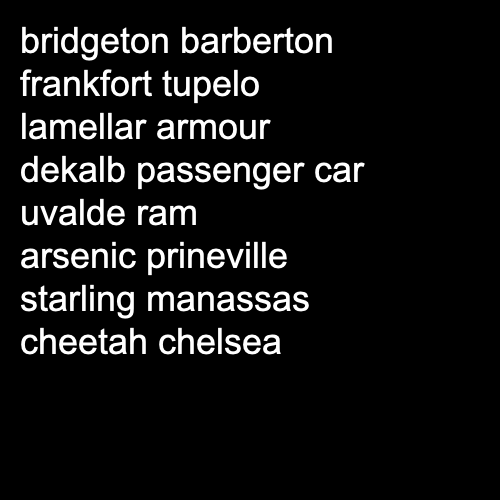 bridgeton barberton
frankfort tupelo
lamellar armour
dekalb passenger car
uvalde ram
arsenic prineville
starling manassas
cheetah chelsea